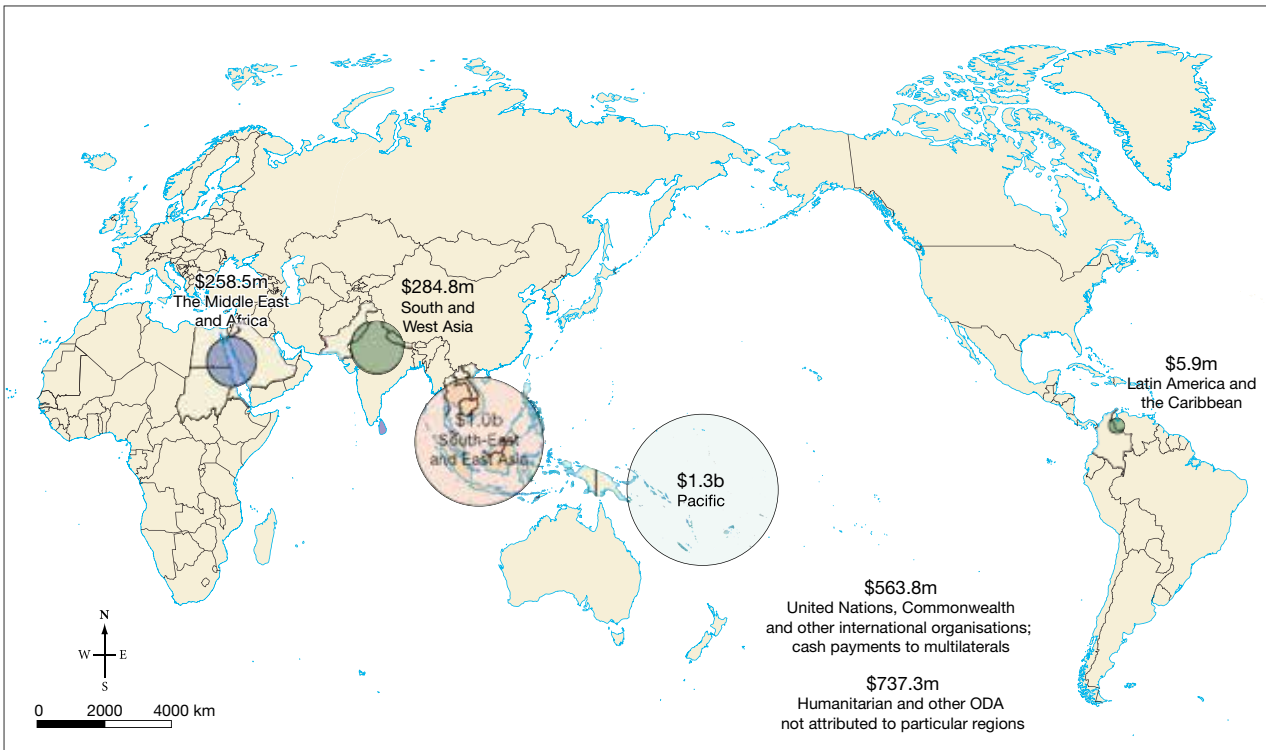 $258.5m
The Middle East
and Africa
$284.8m
South and
West Asia
$1.0b
South-East
and East Asia
$1.3b
Pacific
$5.9m
Latin America and
the Caribbean
$563.8m
United Nations, Commonwealth
and other international organisations;
cash payments to multilaterals
$737.3m
Humanitarian and other ODA
not attributed to particular regions
N
W E
S
0 2000 4000 km